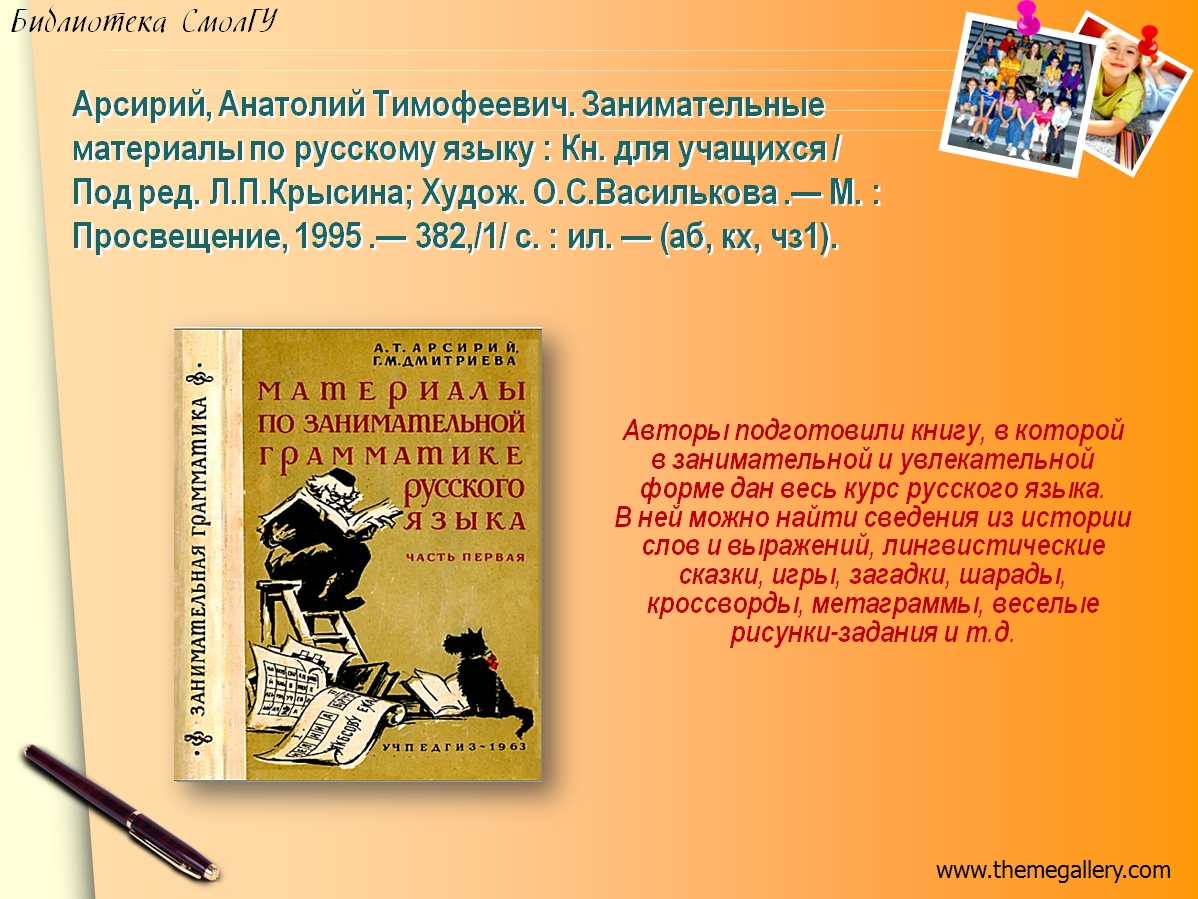 Библиотека СмолГУ
Арсирий, Анатолий Тимофеевич. Занимательные
материалы по русскому языку : Кн. для учащихся /
Под ред. Л.П.Крысина; Худож. О.С.Василькова .— М. :
Просвещение, 1995 .— 382,/1/ с. : ил. — (аб, кх, чз1).
ЗАНИМАТЕЛЬНАЯ ГРАММАТИКА
А.Т. АРСИРИЙ,
Г.М.ДМИТРИЕВА
МАТЕРИАЛЫ
ПО ЗАНИМАТЕЛЬНОЙ
ГРАММАТИКЕ
РУССКОГО
ЯЗЫКА
ЧАСТЬ ПЕРВАЯ
УЧПЕДГИЗ-1963
Авторы подготовили книгу, в которой
в занимательной и увлекательной
форме дан весь курс русского языка.
В ней можно найти сведения из истории
слов и выражений, лингвистические
сказки, игры, загадки, шарады,
кроссворды, метаграммы, веселые
рисунки-задания и т.д.
www.themegallery.com